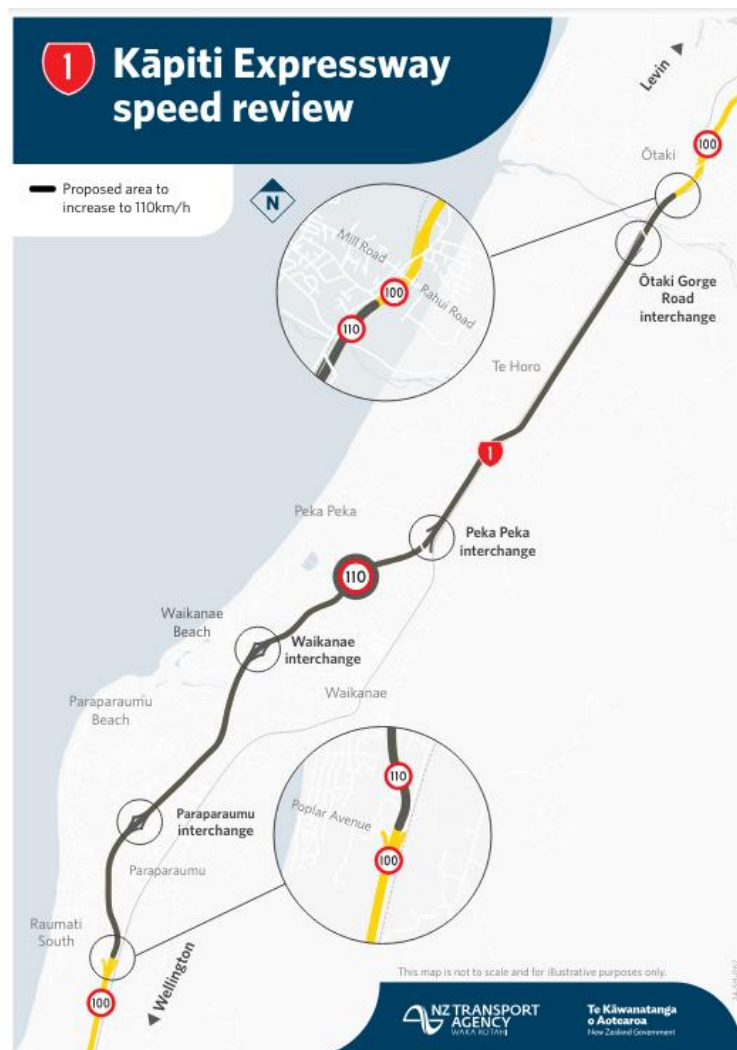 1
Kāpiti Expressway
speed review
Proposed area to
increase to 110km/h
N
Levin
100
Ōtaki
Mill Road
100
Rahui Road
110
Ōtaki Gorge
Road
interchange
Te Horo
1
Peka Peka
Peka Peka
interchange
110
Waikanae
Beach
Waikanae
interchange
Waikanae
Paraparaumu
Beach
110
Poplar Avenue
100
Paraparaumu
interchange
Paraparaumu
Raumati
South
100
Wellington
This map is not to scale and for illustrative purposes only.
NZ TRANSPORT
AGENCY
WAKA KOTAHI
Te Kāwanatanga
o Aotearoa
New Zealand Government